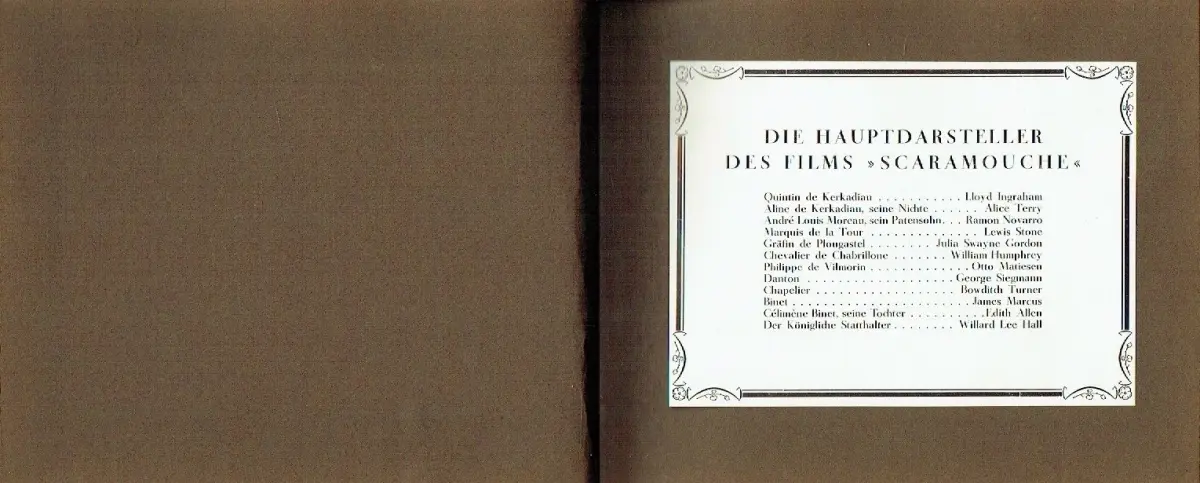 DIE HAUPTDARSTELLER
DES FILMS »SCARAMOUCHE«
Quintin de Kerkadiau . . . . . . . . . . . Lloyd Ingraham
Aline de Kerkadiau, seine Nichte . . . . . . Alice Terry
André Louis Moreau, sein Patensohn. . . Ramon Novarro
Marquis de la Tour . . . . . . . . . . . . . . Lewis Stone
Gräfin de Plougastel . . . . . . . . Julia Swayne Gordon
Chevalier de Chabrillone . . . . . . . William Humphrey
Philippe de Vilmorin . . . . . . . . . . . . . Otto Matiesen
Danton . . . . . . . . . . . . . . . . . . . George Siegmann
Chapelier . . . . . . . . . . . . . . . . . . Bowditch Turner
Binet . . . . . . . . . . . . . . . . . . . . . . . James Marcus
Célimène Binet, seine Tochter . . . . . . . . . . Edith Allen
Der Königliche Statthalter . . . . . . . . Willard Lee Hall